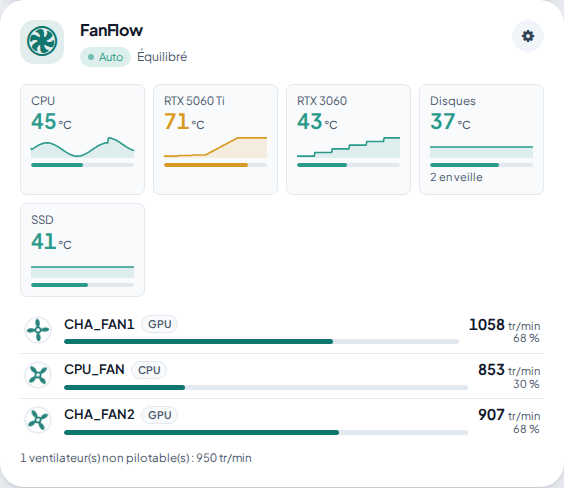 FanFlow
Auto Équilibré
CPU
45 °C
RTX 5060 Ti
71 °C
RTX 3060
43 °C
Disques
37 °C
2 en veille
SSD
41 °C
CHA_FAN1 GPU
1058 tr/min
68 %
CPU_FAN CPU
853 tr/min
30 %
CHA_FAN2 GPU
907 tr/min
68 %
1 ventilateur(s) non pilotable(s) : 950 tr/min